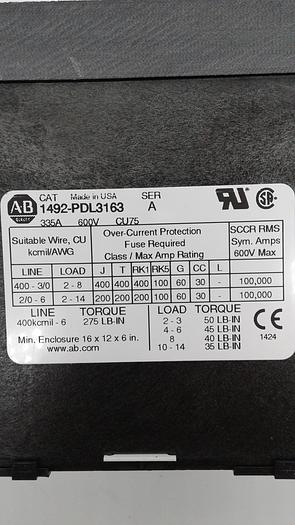 A-B CAT Made in USA SER
1492-PDL3163 A
335A 600V CU75
Suitable Wire, CU
kcmil/AWG
Over-Current Protection
Fuse Required
Class / Max Amp Rating
SCCR RMS
Sym. Amps
600V Max
LINE LOAD J T RK1 RK5 G CC L
400 - 3/0 2 - 8 400 400 400 100 60 30 - 100,000
2/0 - 6 2 - 14 200 200 200 100 60 30 - 100,000
LINE TORQUE
400kcmil - 6 275 LB-IN
Min. Enclosure 16 x 12 x 6 in.
www.ab.com
LOAD TORQUE
2 - 3 50 LB-IN
4 - 6 45 LB-IN
8 40 LB-IN
10 - 14 35 LB-IN
CE
1424